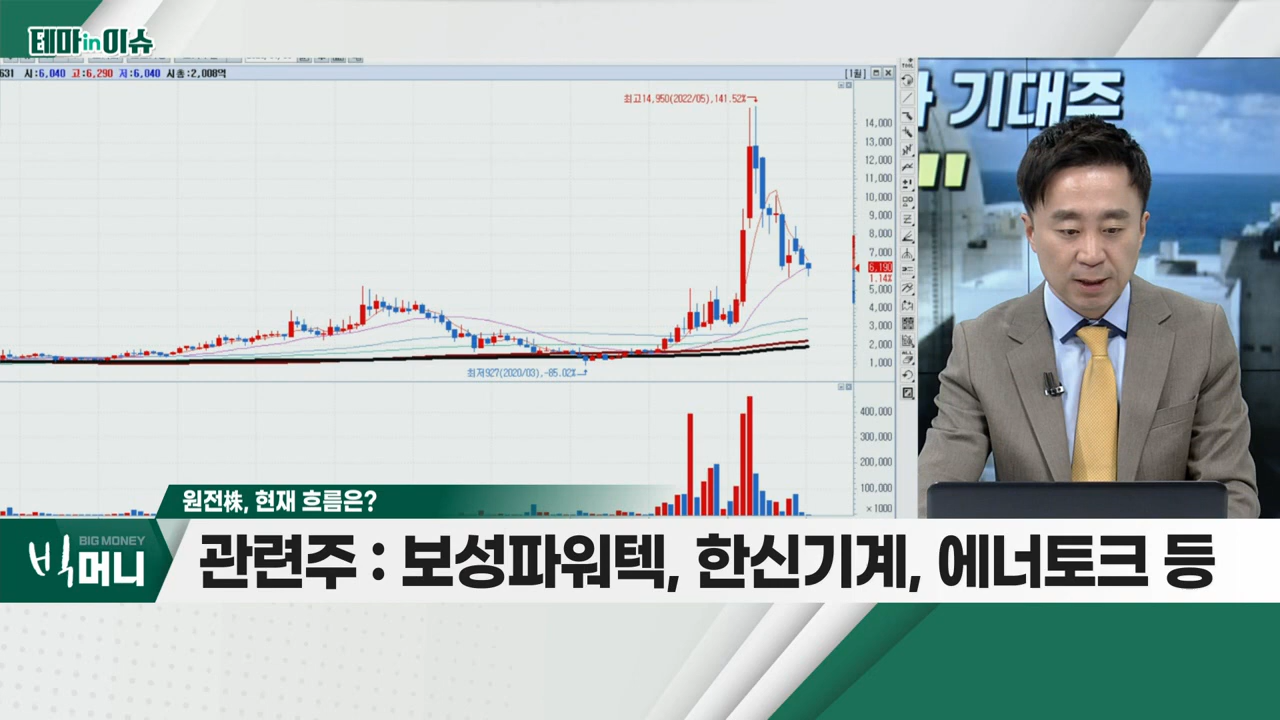 테마in이슈
631 시:6,040 고:6,290 저:6,040 시총:2,008억
[1월]
기대주
"
최고14,950(2022/05),141.52%→
14,000
13,000
12,000
11,000
10,000
9,000
8,000
7,000
6,190
1.14%
5,000
4,000
3,000
2,000
1,000
최저927(2020/03),-85.02%→
400,000
300,000
200,000
100,000
×1000
원전株, 현재 흐름은?
BIG MONEY
빅머니
관련주 : 보성파워텍, 한신기계, 에너토크 등